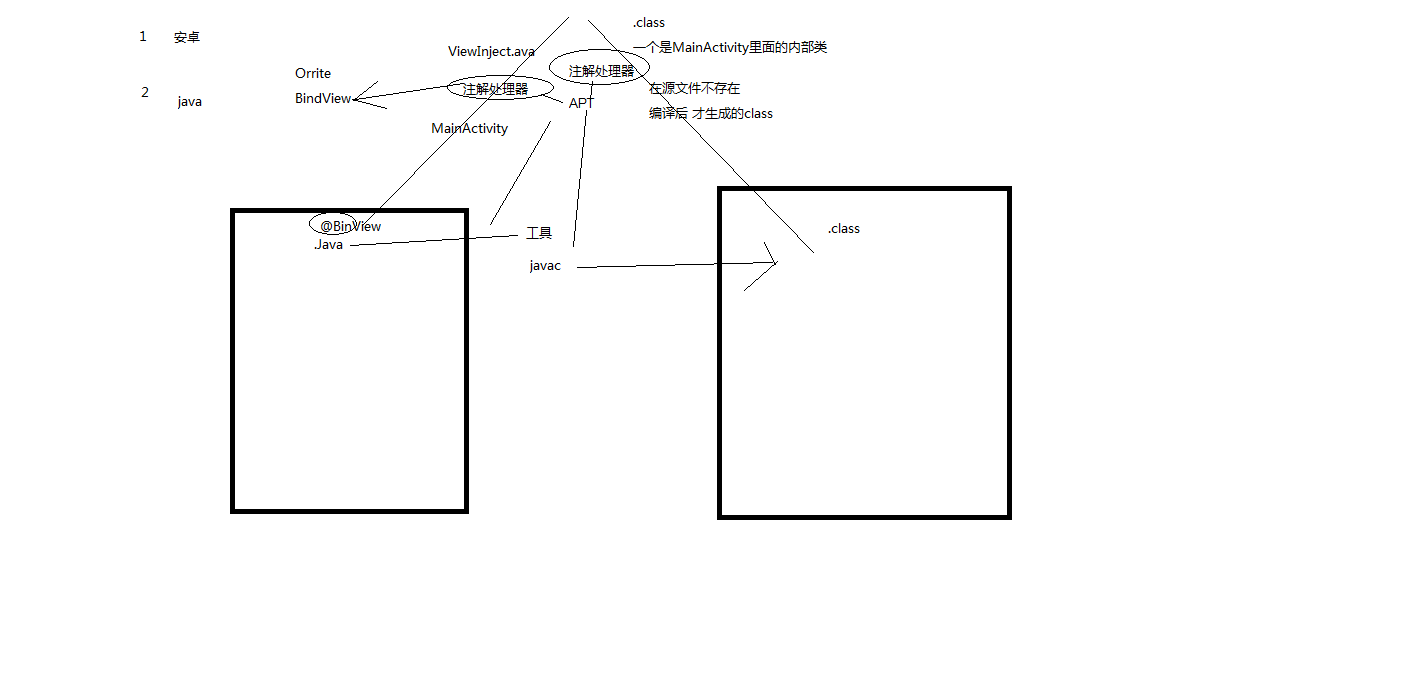 1 安卓
2 java
Orrite
BindView
ViewInject.ava
注解处理器
MainActivity
.class
一个是MainActivity里面的内部类
注解处理器
APT
在源文件不存在
编译后 才生成的class
@BinView
.Java
工具
javac
.class